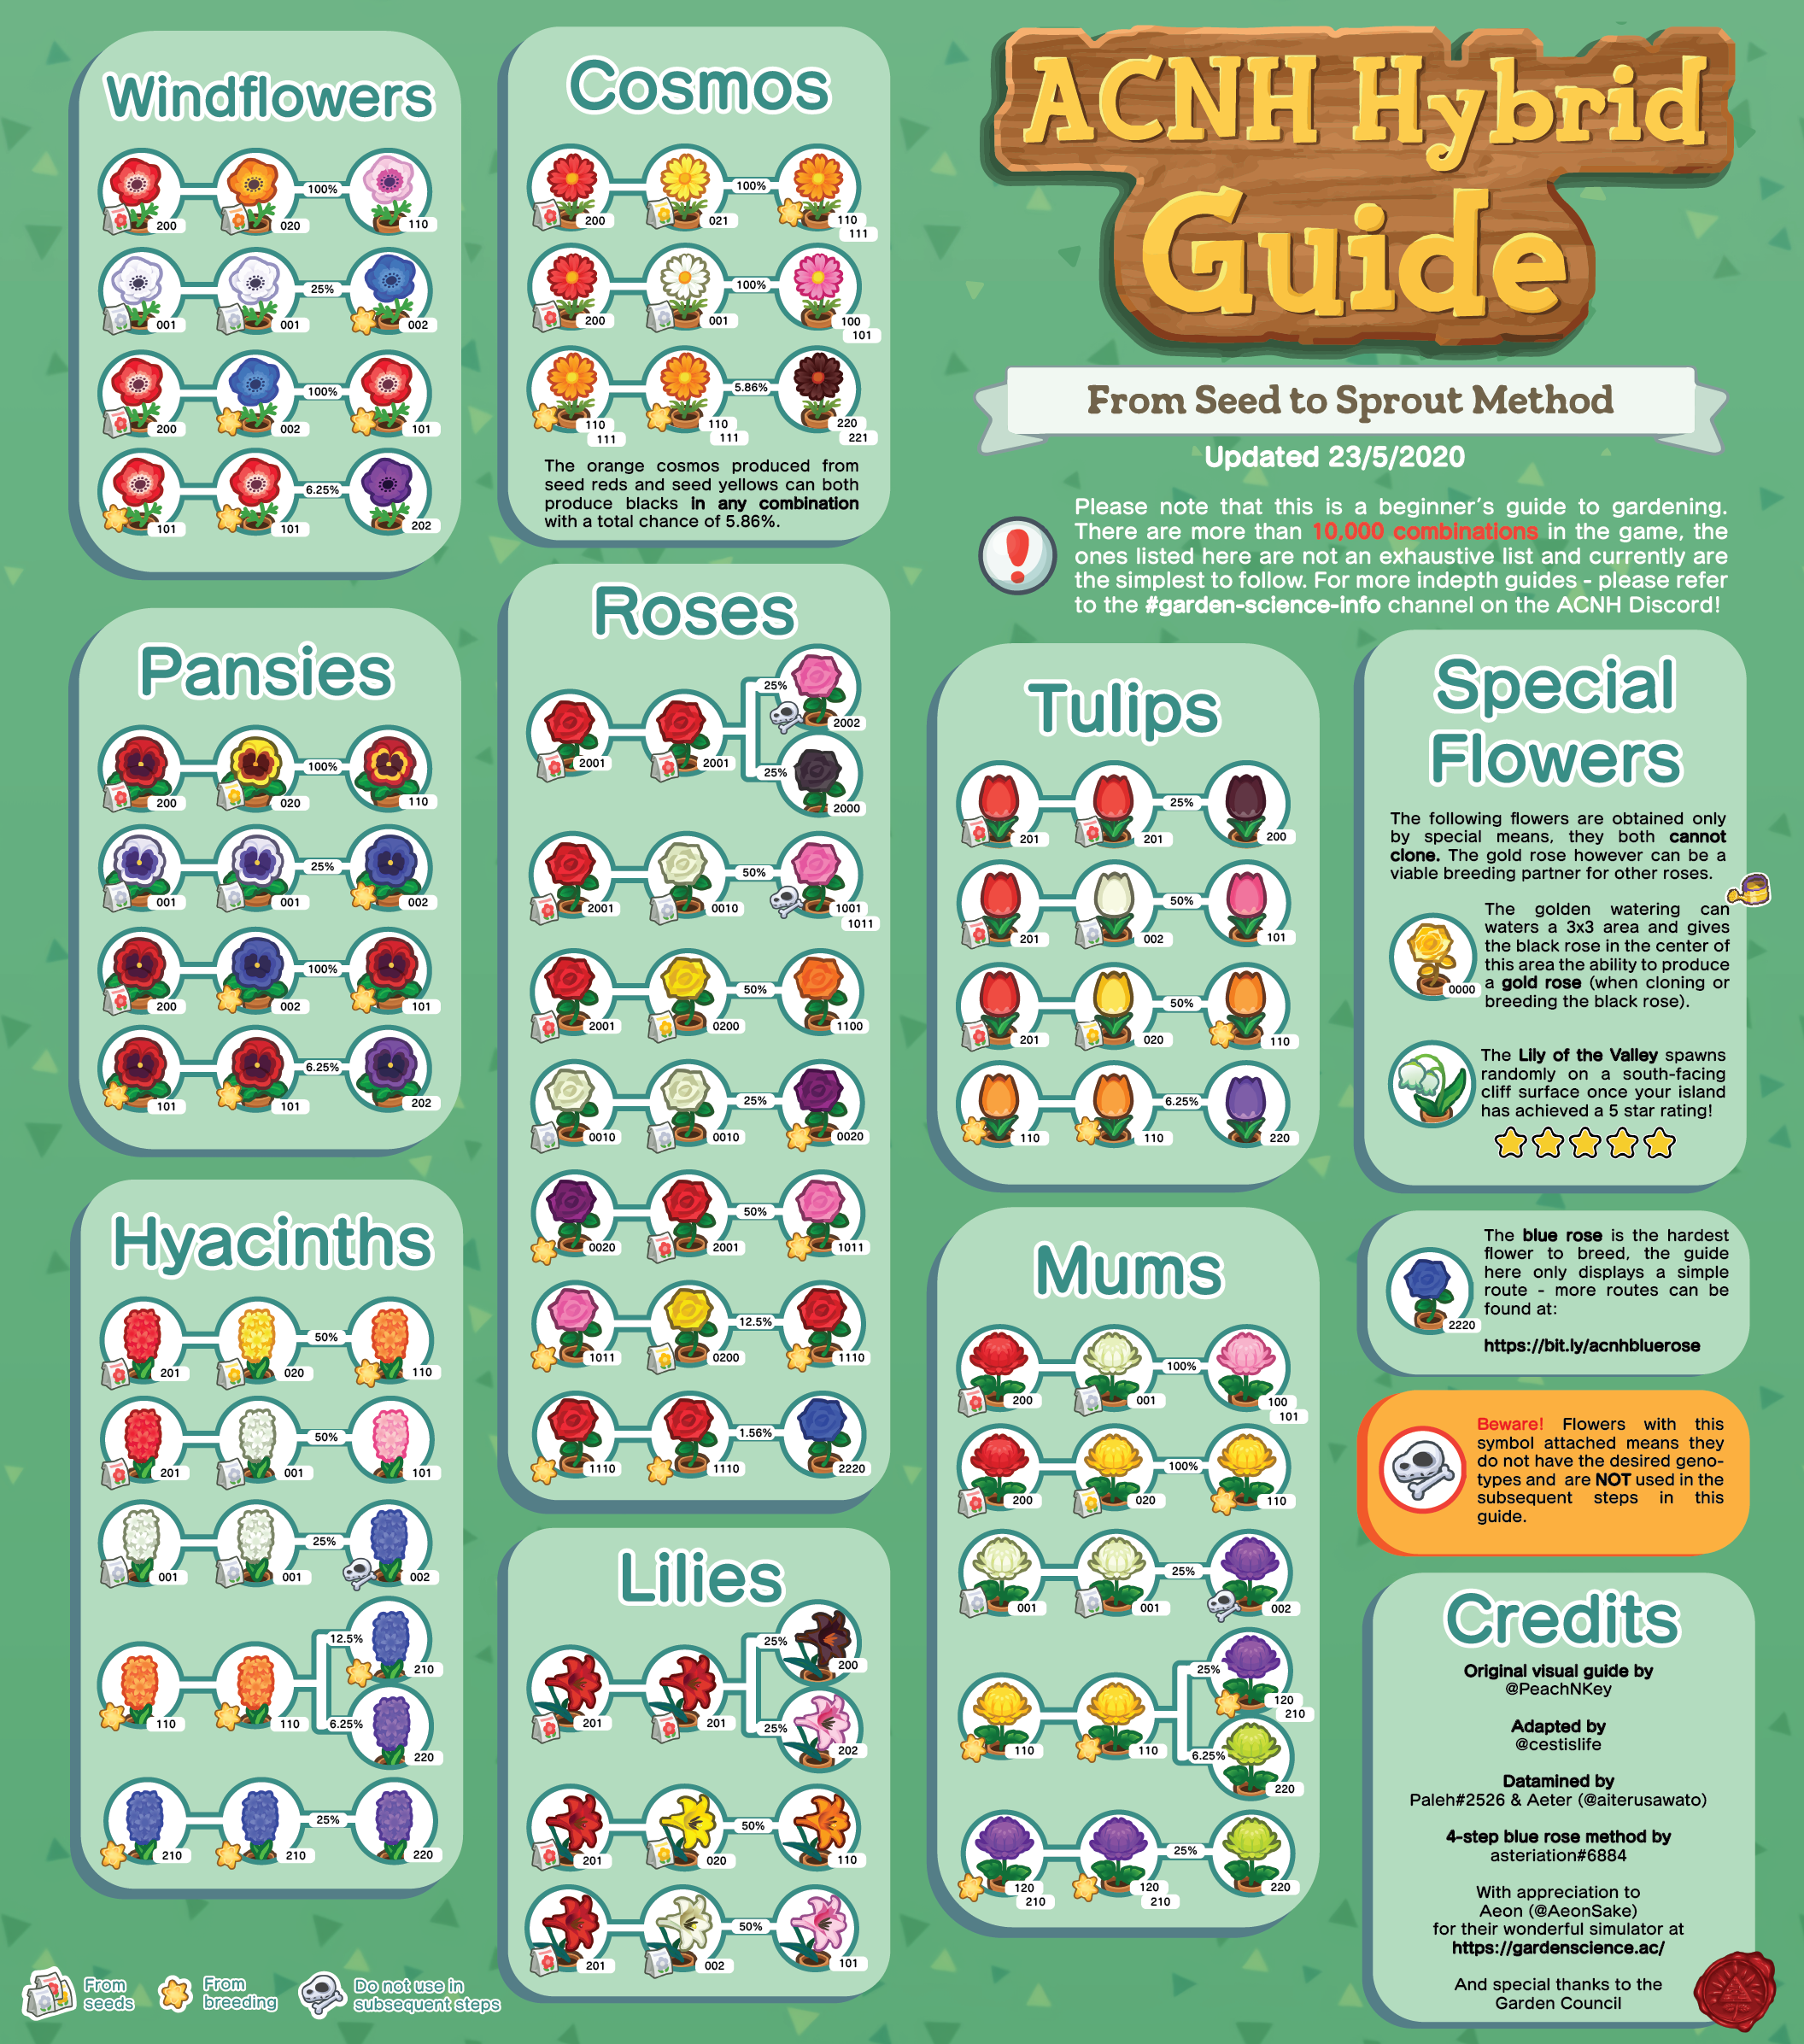 ACNH Hybrid
Guide
From Seed to Sprout Method
Updated 23/5/2020
Please note that this is a beginner's guide to gardening.
There are more than 10,000 combinations in the game, the
ones listed here are not an exhaustive list and currently are
the simplest to follow. For more indepth guides - please refer
to the #garden-science-info channel on the ACNH Discord!
Windflowers
200 020 100% 110
001 001 25% 002
200 002 100% 101
101 101 6.25% 202
Pansies
200 020 100% 110
001 001 25% 002
200 002 100% 101
101 101 6.25% 202
Hyacinths
201 020 50% 110
201 001 50% 101
001 001 25% 002
110 110
12.5% 210
6.25% 220
210 210 25% 220
Cosmos
200 021 100% 110
111
200 001 100% 100
101
110 110 5.86% 220
111 111 221
The orange cosmos produced from
seed reds and seed yellows can both
produce blacks in any combination
with a total chance of 5.86%.
Roses
2001 2001
25% 2002
25% 2000
2001 0010 50% 1001
1011
2001 0200 50% 1100
0010 0010 25% 0020
0020 2001 50% 1011
1011 0200 12.5% 1110
1110 1110 1.56% 2220
Lilies
201 201
25% 200
25% 202
201 020 50% 110
201 002 50% 101
Tulips
201 201 25% 200
201 002 50% 101
201 020 50% 110
110 110 6.25% 220
Mums
200 001 100% 100
101
200 020 100% 110
001 001 25% 002
110 110
25% 120
210
6.25% 220
120 120 25% 220
210 210
Special
Flowers
The following flowers are obtained only
by special means, they both cannot
clone. The gold rose however can be a
viable breeding partner for other roses.
The golden watering can
waters a 3x3 area and gives
the black rose in the center of
this area the ability to produce
a gold rose (when cloning or
breeding the black rose).
0000
The Lily of the Valley spawns
randomly on a south-facing
cliff surface once your island
has achieved a 5 star rating!
The blue rose is the hardest
flower to breed, the guide
here only displays a simple
route - more routes can be
found at:
2220
https://bit.ly/acnhbluerose
Beware! Flowers with this
symbol attached means they
do not have the desired geno-
types and are NOT used in the
subsequent steps in this
guide.
Credits
Original visual guide by
@PeachNKey
Adapted by
@cestislife
Datamined by
Paleh#2526 & Aeter (@aiterusawato)
4-step blue rose method by
asteriation#6884
With appreciation to
Aeon (@AeonSake)
for their wonderful simulator at
https://gardenscience.ac/
And special thanks to the
Garden Council
From
seeds
From
breeding
Do not use in
subsequent steps